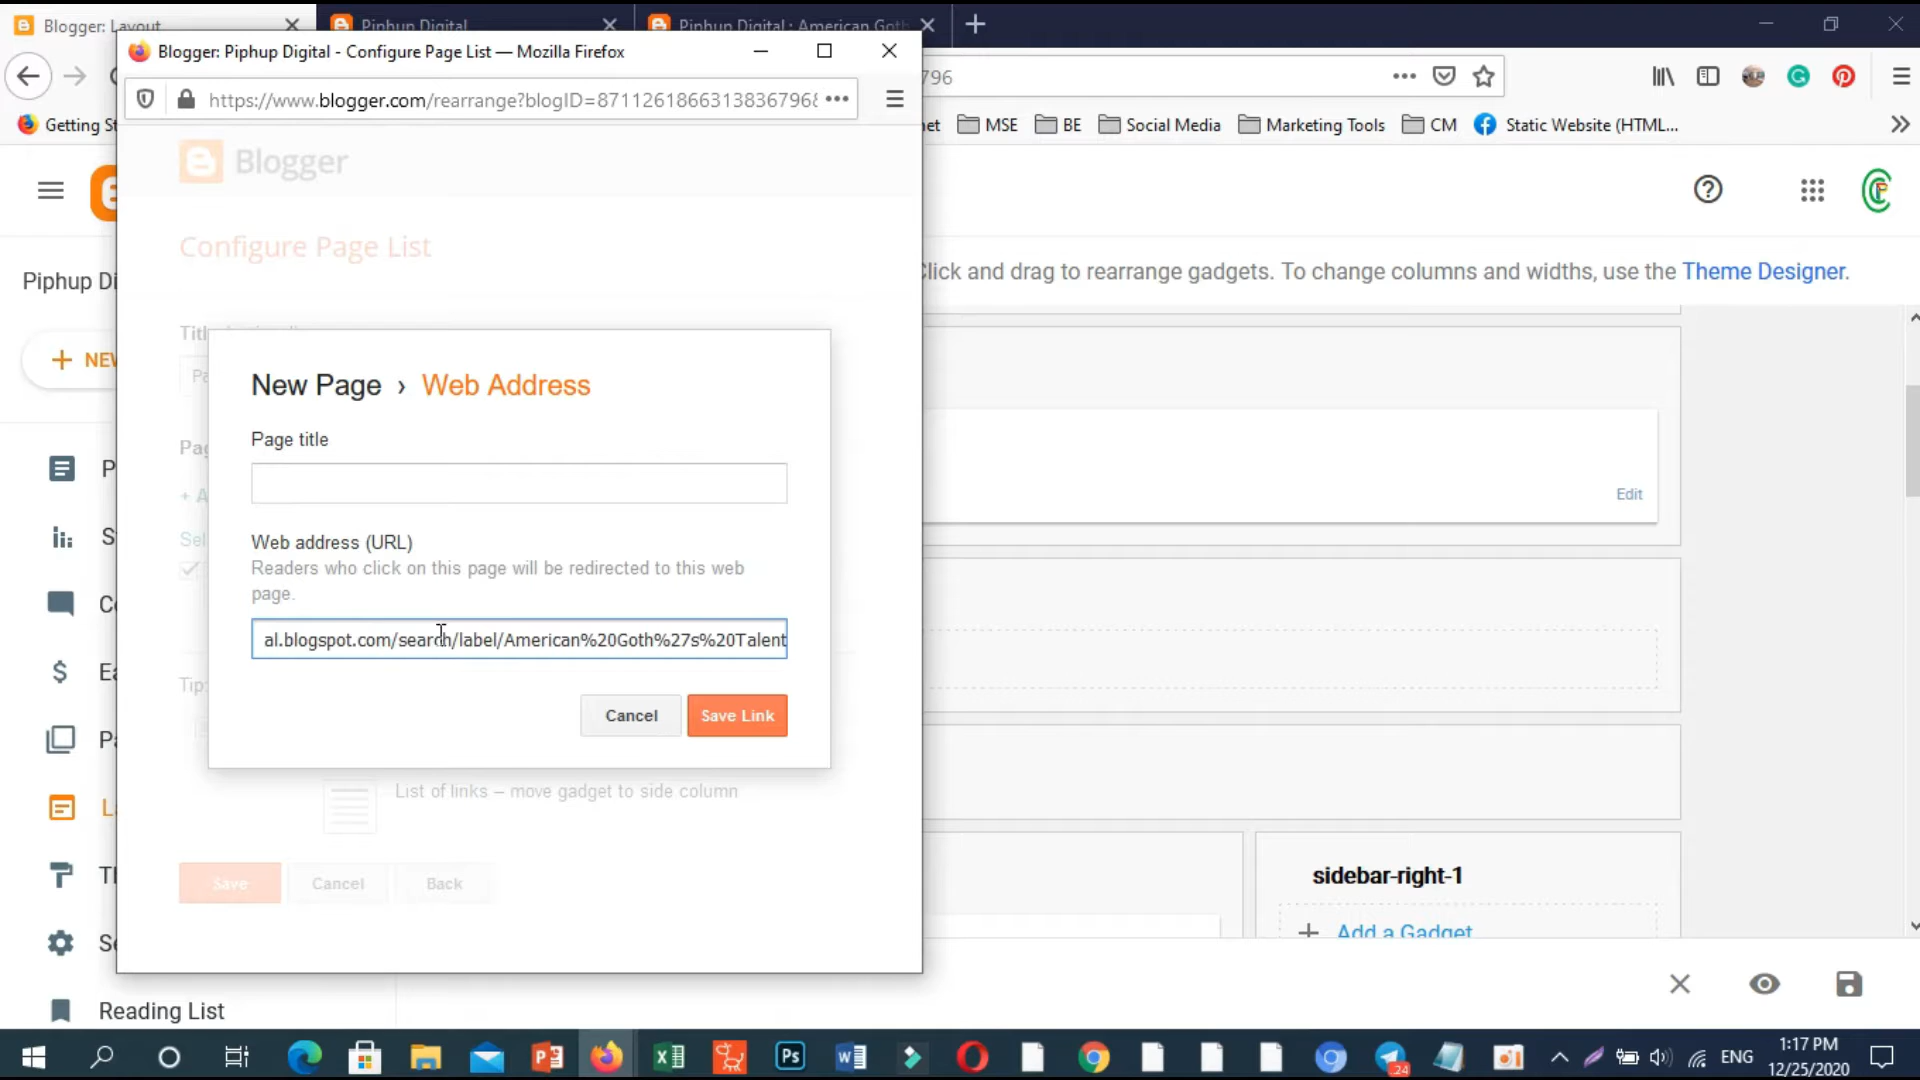 Blogger: Layout
Piphup Digital
Piphup Digital : American Goth
Blogger: Piphup Digital - Configure Page List — Mozilla Firefox
https://www.blogger.com/rearrange?blogID=87112618663138367968
796
Getting St
net
MSE
BE
Social Media
Marketing Tools
CM
Static Website (HTML...
Blogger
Configure Page List
Click and drag to rearrange gadgets. To change columns and widths, use the Theme Designer.
Piphup Di
+ NEW
New Page › Web Address
Page title
Edit
Web address (URL)
Readers who click on this page will be redirected to this web
page.
al.blogspot.com/search/label/American%20Goth%27s%20Talent
Tip:
Cancel
Save Link
List of links – move gadget to side column
Save
Cancel
Back
sidebar-right-1
+ Add a Gadget
Reading List
24
ENG
1:17 PM
12/25/2020